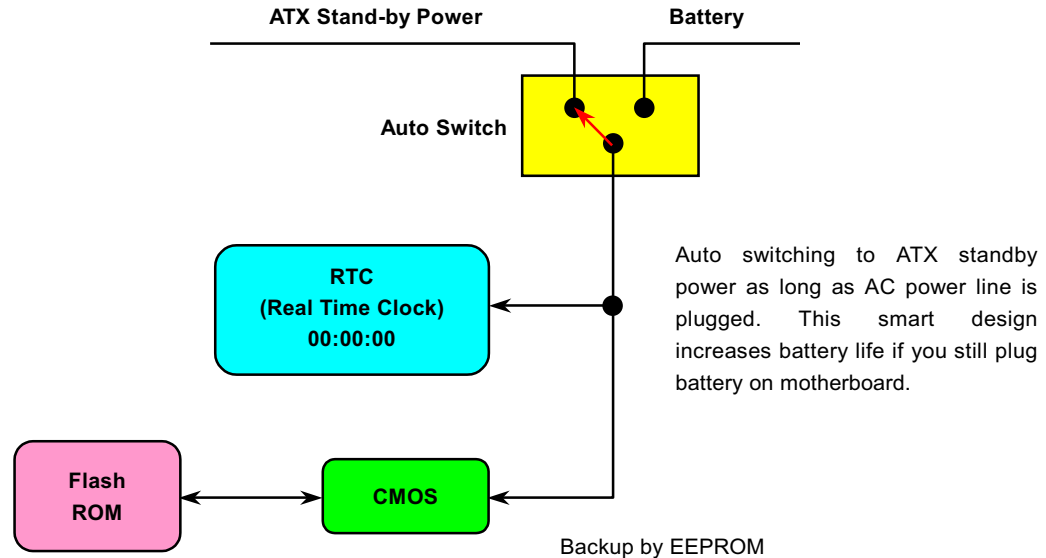 ATX Stand-by Power
Battery
Auto Switch
RTC
(Real Time Clock)
00:00:00
Auto switching to ATX standby
power as long as AC power line is
plugged. This smart design
increases battery life if you still plug
battery on motherboard.
Flash
ROM
CMOS
Backup by EEPROM